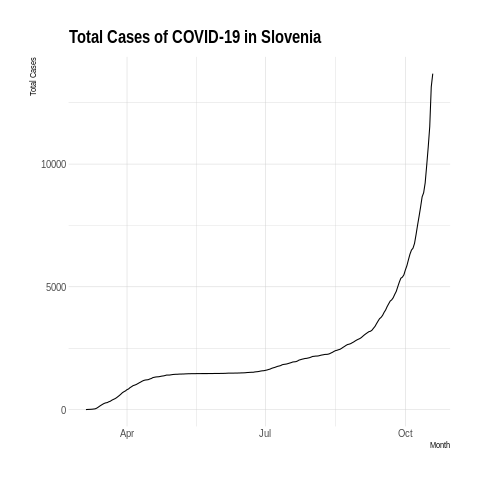 Total Cases of COVID-19 in Slovenia
Total Cases
10000
5000
0
Apr Jul Oct
Month